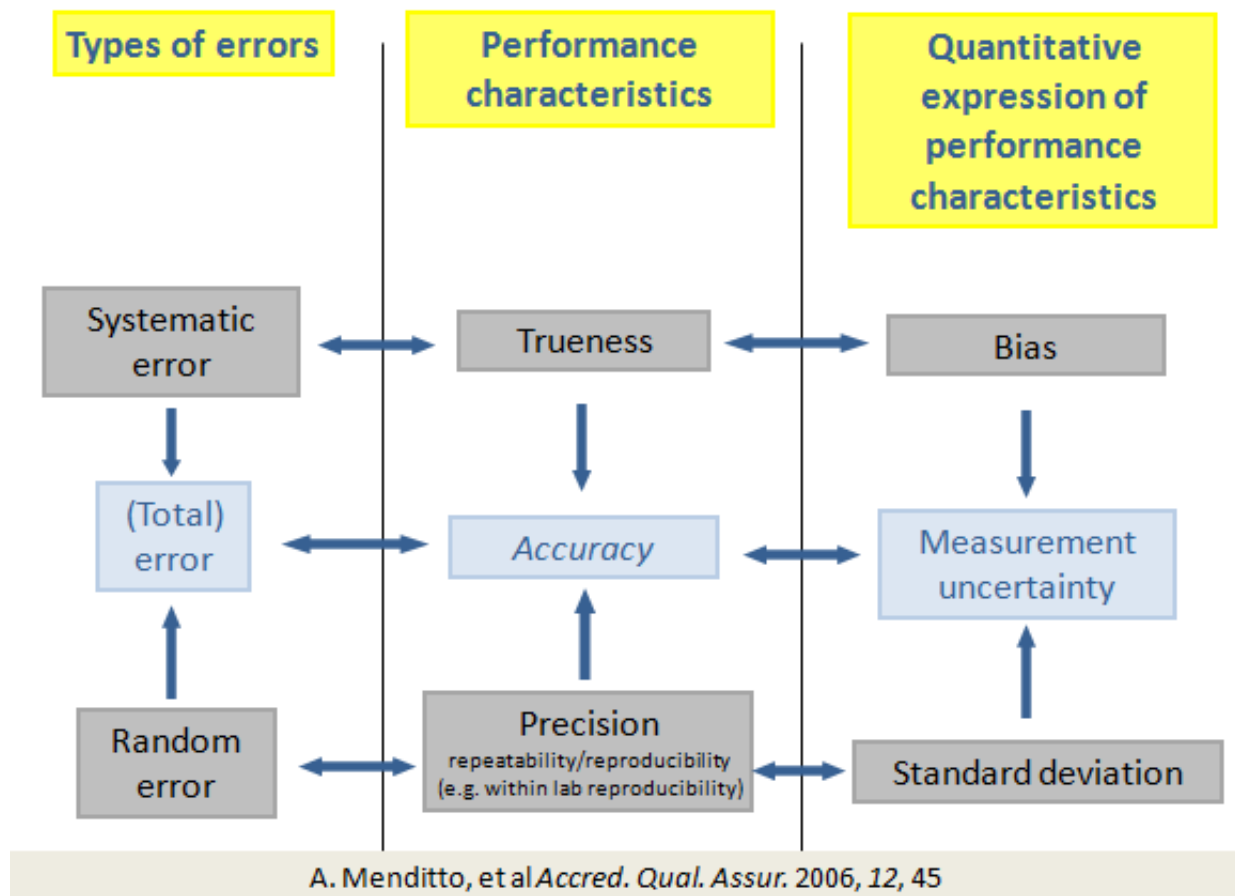 Types of errors
Performance
characteristics
Quantitative
expression of
performance
characteristics
Systematic
error
Trueness
Bias
(Total)
error
Accuracy
Measurement
uncertainty
Random
error
Precision
repeatability/reproducibility
(e.g. within lab reproducibility)
Standard deviation
A. Menditto, et al Accred. Qual. Assur. 2006, 12, 45